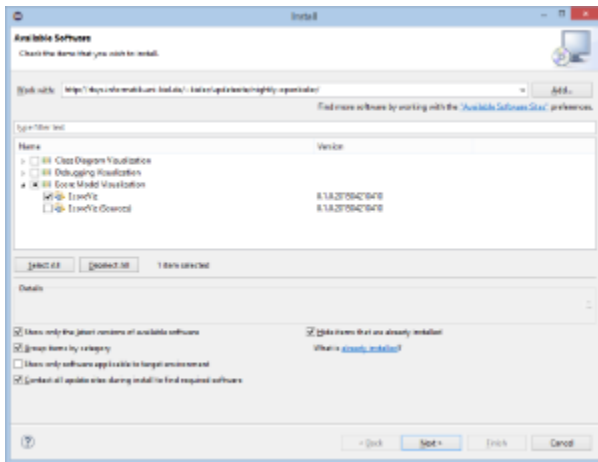 Install
Available Software
Check the items that you wish to install.
Work with:
Add...
Find more software by working with the "Available Software Sites" preferences.
type filter text
Name Version
Class Diagram Visualization
Debugging Visualization
Ecore Model Visualization
EcoreViz
EcoreViz (Sources)
Select All Deselect All 1 item selected
Details
Show only the latest versions of available software Hide items that are already installed
Group items by category What is already installed?
Show only software applicable to target environment
Contact all update sites during install to find required software
< Back Next > Finish Cancel